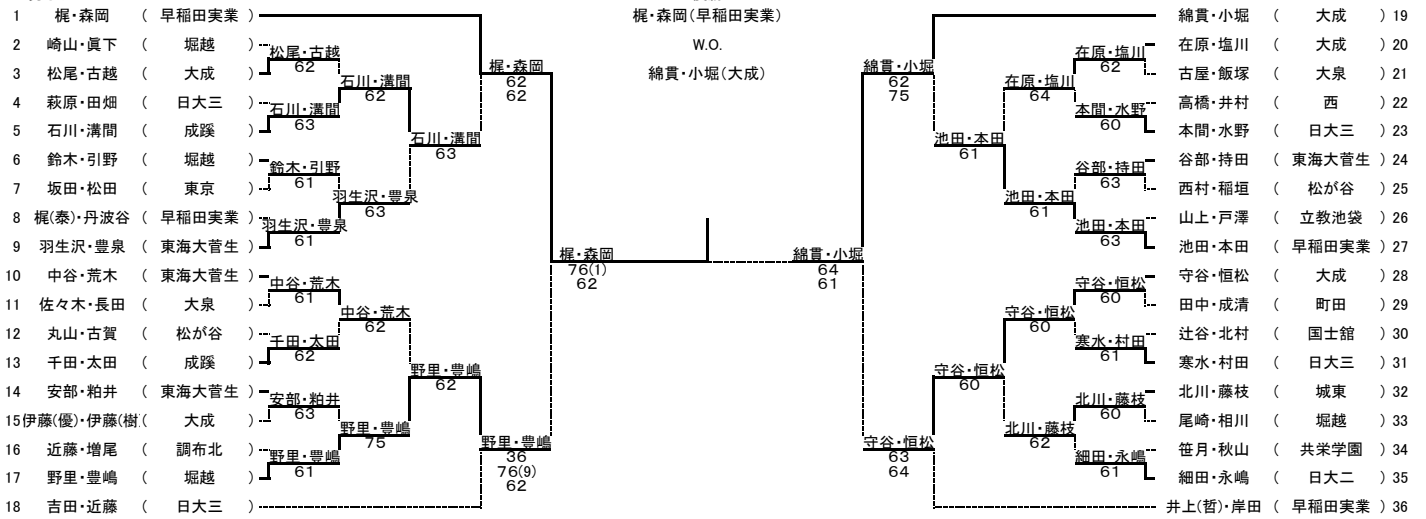 1 梶・森岡 ( 早稲田実業 )
2 崎山・眞下 ( 堀越 )
3 松尾・古越 ( 大成 )
4 萩原・田畑 ( 日大三 )
5 石川・溝間 ( 成蹊 )
6 鈴木・引野 ( 堀越 )
7 坂田・松田 ( 東京 )
8 梶(泰)・丹波谷 ( 早稲田実業 )
9 羽生沢・豊泉 ( 東海大菅生 )
10 中谷・荒木 ( 東海大菅生 )
11 佐々木・長田 ( 大泉 )
12 丸山・古賀 ( 松が谷 )
13 千田・太田 ( 成蹊 )
14 安部・粕井 ( 東海大菅生 )
15 伊藤(優)・伊藤(樹 ( 大成 )
16 近藤・増尾 ( 調布北 )
17 野里・豊嶋 ( 堀越 )
18 吉田・近藤 ( 日大三 )
松尾・古越
62
石川・溝間
63
鈴木・引野
61
羽生沢・豊泉
61
中谷・荒木
61
千田・太田
62
安部・粕井
63
野里・豊嶋
61
石川・溝間
62
羽生沢・豊泉
63
中谷・荒木
62
野里・豊嶋
75
石川・溝間
63
野里・豊嶋
62
梶・森岡
62
62
野里・豊嶋
36
76(9)
62
梶・森岡
76(1)
62
梶・森岡(早稲田実業)
W.O.
綿貫・小堀(大成)
綿貫・小堀
64
61
綿貫・小堀
62
75
守谷・恒松
63
64
池田・本田
61
守谷・恒松
60
在原・塩川
64
池田・本田
61
守谷・恒松
60
北川・藤枝
62
在原・塩川
62
本間・水野
60
谷部・持田
63
池田・本田
63
守谷・恒松
60
寒水・村田
61
北川・藤枝
60
細田・永嶋
61
綿貫・小堀 ( 大成 ) 19
在原・塩川 ( 大成 ) 20
古屋・飯塚 ( 大泉 ) 21
高橋・井村 ( 西 ) 22
本間・水野 ( 日大三 ) 23
谷部・持田 ( 東海大菅生 ) 24
西村・稲垣 ( 松が谷 ) 25
山上・戸澤 ( 立教池袋 ) 26
池田・本田 ( 早稲田実業 ) 27
守谷・恒松 ( 大成 ) 28
田中・成清 ( 町田 ) 29
辻谷・北村 ( 国士舘 ) 30
寒水・村田 ( 日大三 ) 31
北川・藤枝 ( 城東 ) 32
尾崎・相川 ( 堀越 ) 33
笹月・秋山 ( 共栄学園 ) 34
細田・永嶋 ( 日大二 ) 35
井上(哲)・岸田 ( 早稲田実業 ) 36